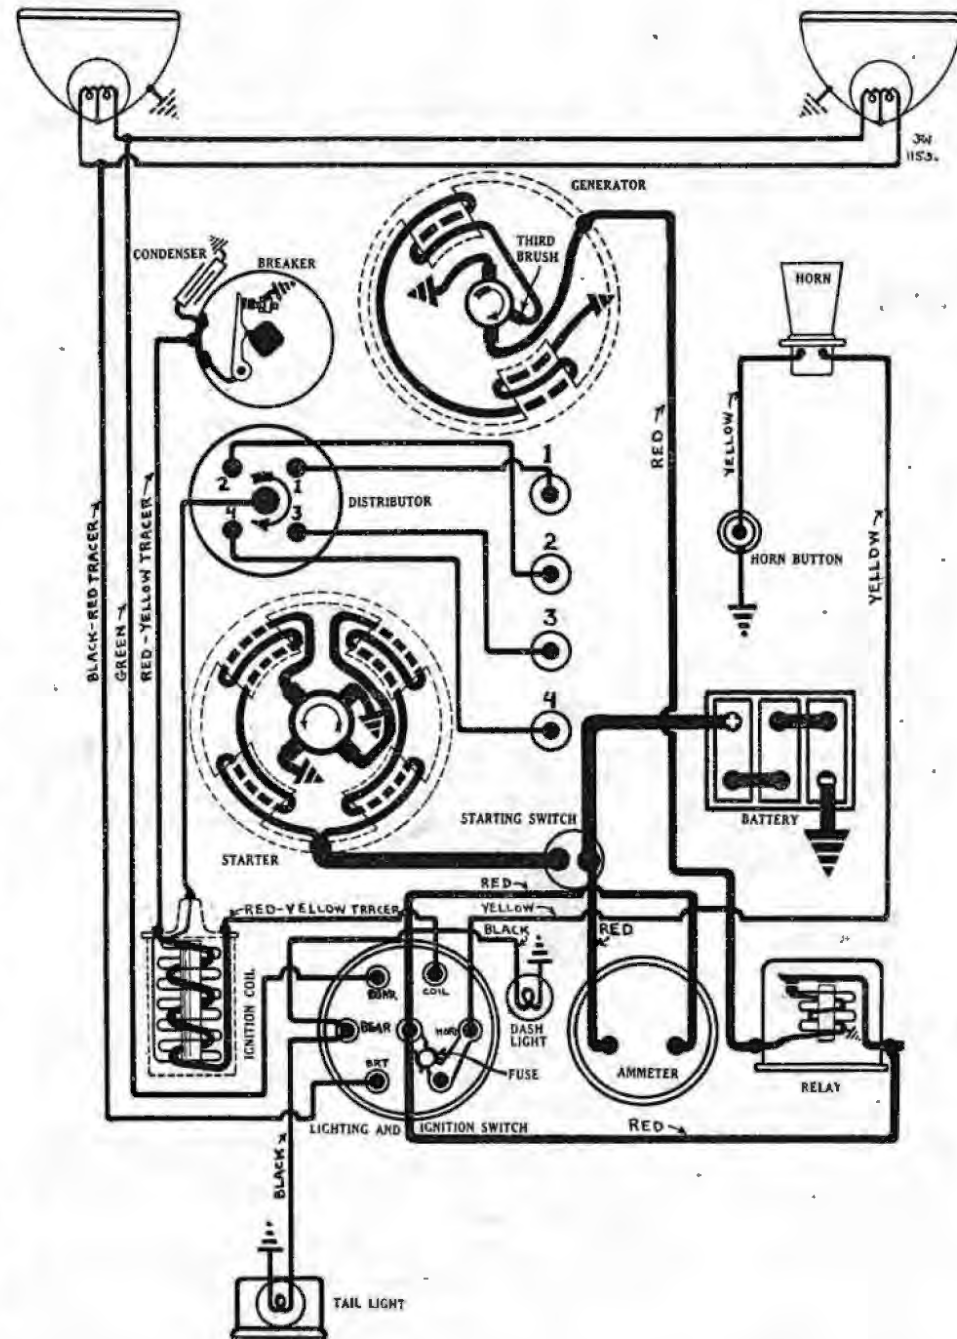 JRW
1153.
GENERATOR
THIRD
BRUSH
CONDENSER
BREAKER
HORN
RED
YELLOW
1
2
1
DISTRIBUTOR
4
3
2
HORN BUTTON
YELLOW
BLACK-RED TRACER
GREEN
RED-YELLOW TRACER
3
4
STARTING SWITCH
BATTERY
STARTER
RED
RED-YELLOW TRACER
YELLOW
BLACK
RED
IGNITION COIL
COIL
REAR
HORN
DASH
LIGHT
BRT
FUSE
AMMETER
RELAY
LIGHTING AND IGNITION SWITCH
RED
BLACK
TAIL LIGHT